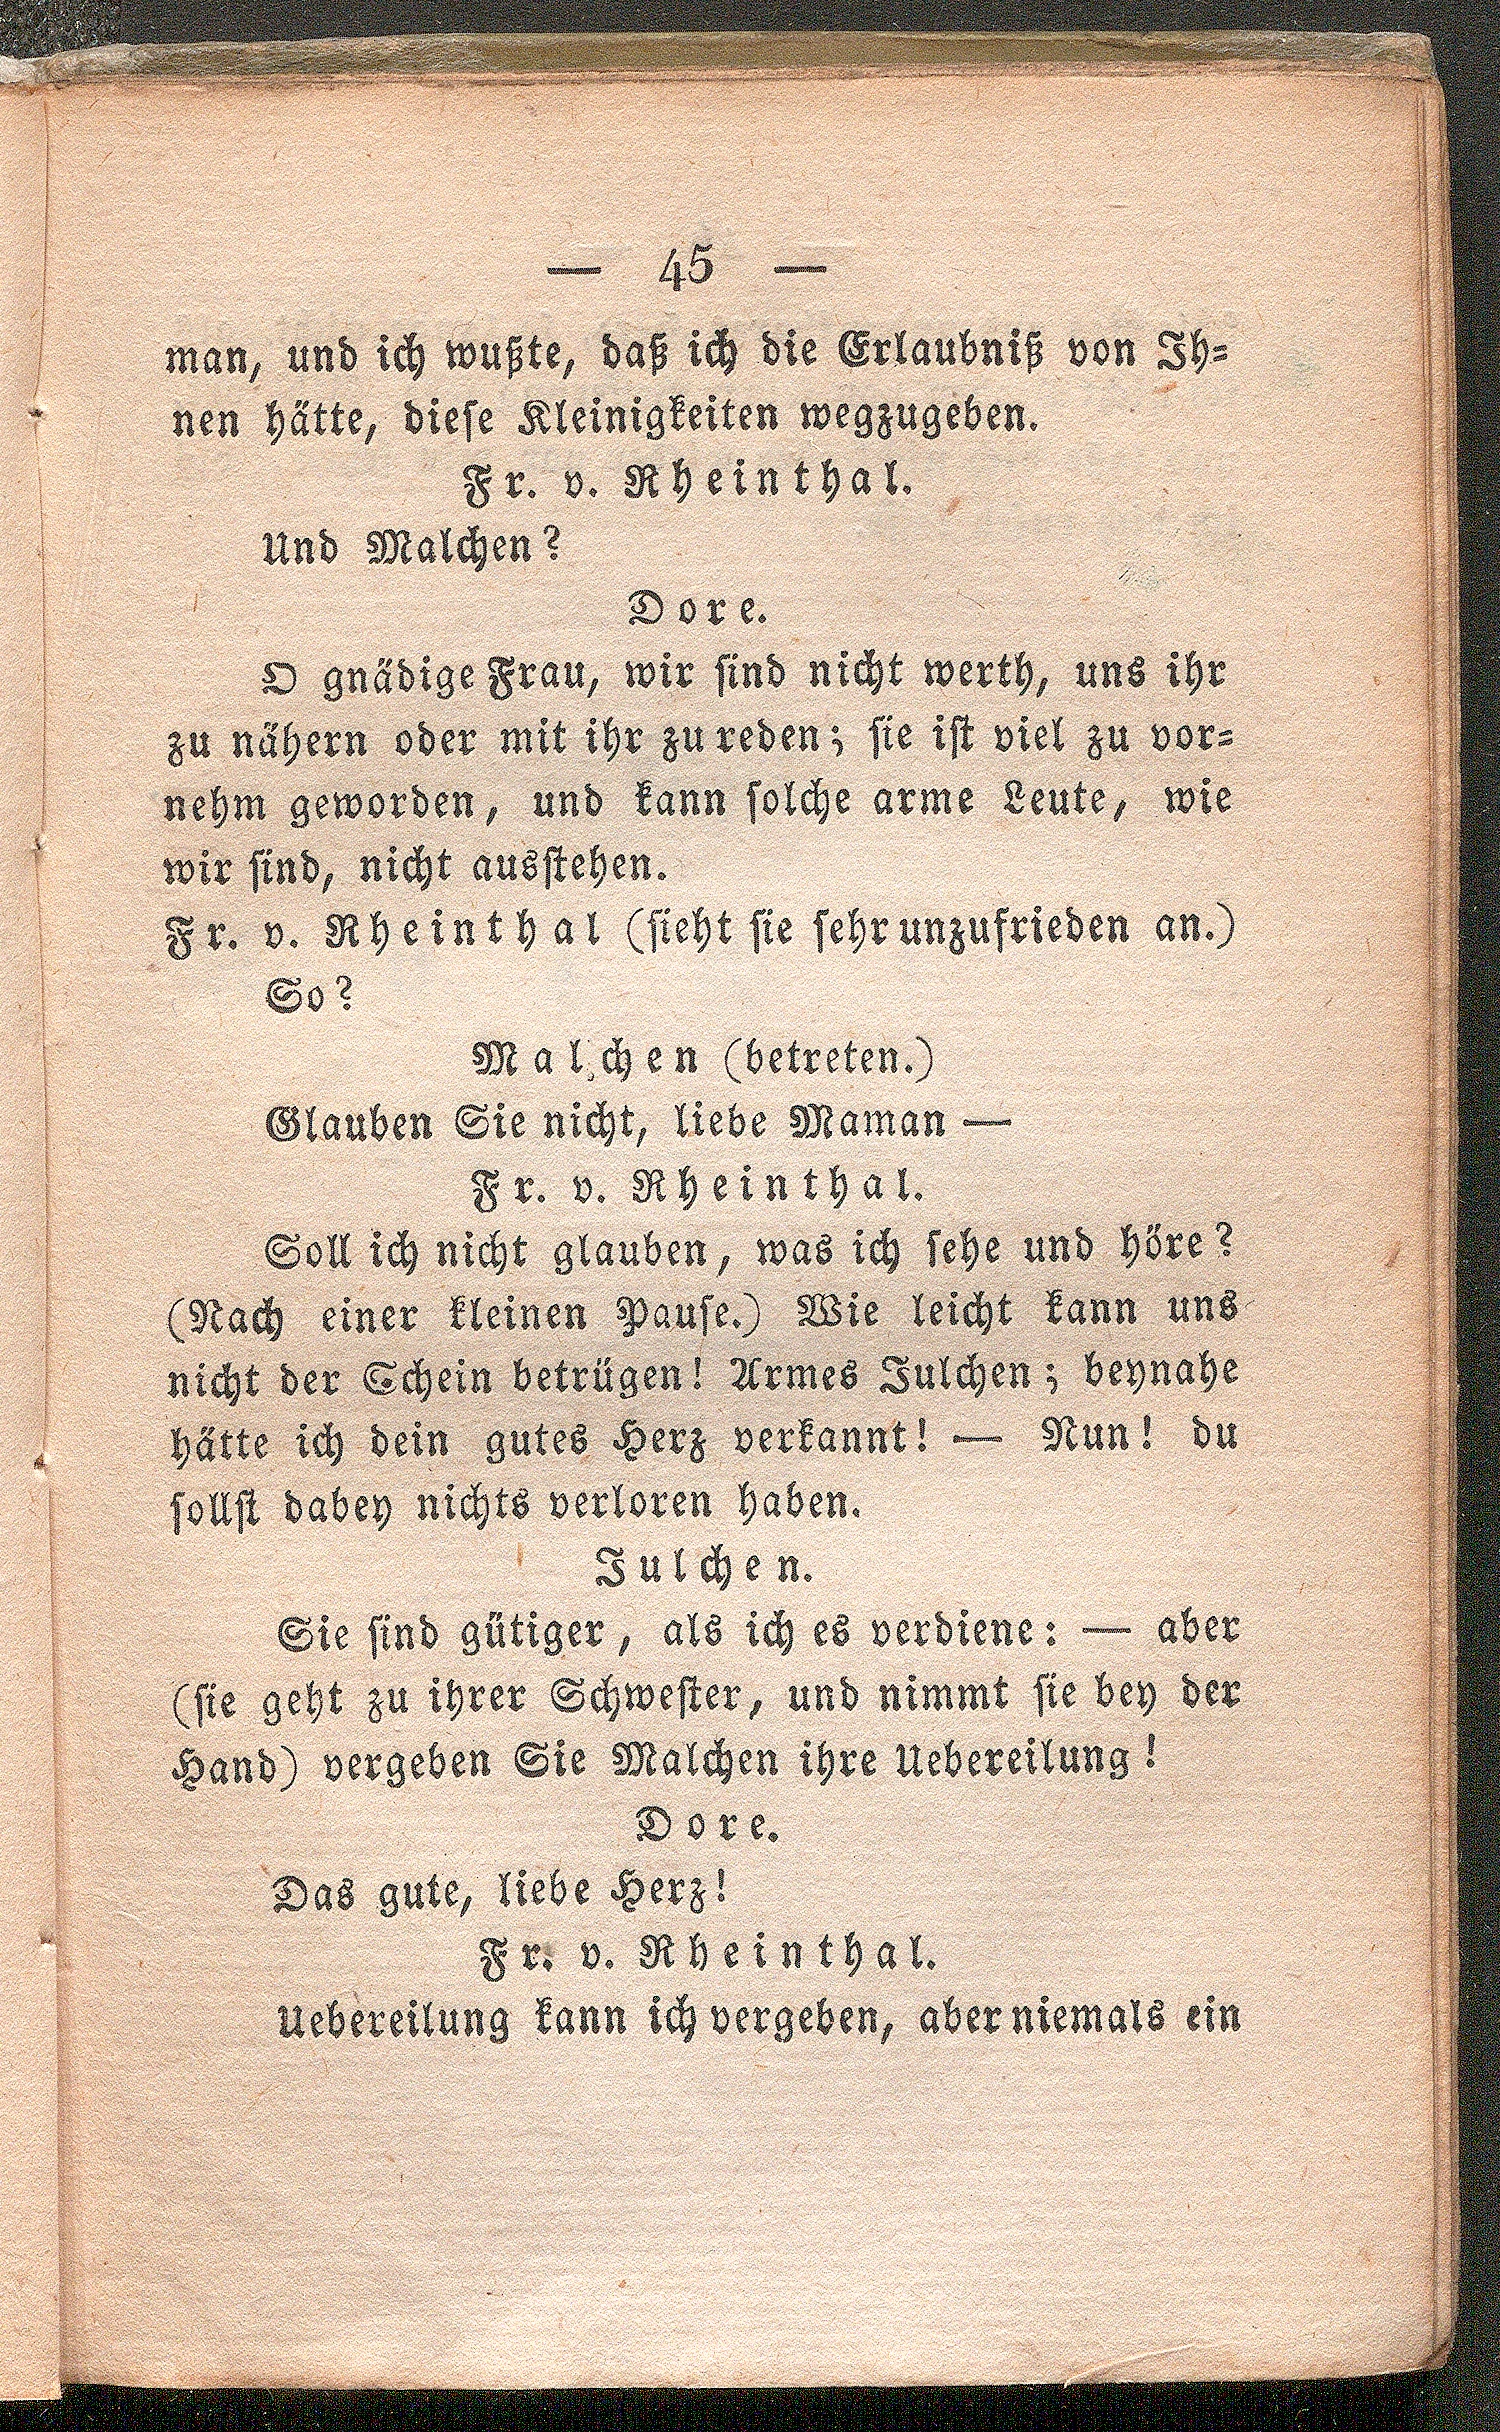 — 45 —
man, und ich wußte, daß ich die Erlaubniß von Ih-
nen hätte, diese Kleinigkeiten wegzugeben.
Fr. v. Rheinthal.
Und Malchen?
Dore.
O gnädige Frau, wir sind nicht werth, uns ihr
zu nähern oder mit ihr zu reden; sie ist viel zu vor-
nehm geworden, und kann solche arme Leute, wie
wir sind, nicht ausstehen.
Fr. v. Rheinthal (sieht sie sehr unzufrieden an.)
So?
Malchen (betreten.)
Glauben Sie nicht, liebe Maman —
Fr. v. Rheinthal.
Soll ich nicht glauben, was ich sehe und höre?
(Nach einer kleinen Pause.) Wie leicht kann uns
nicht der Schein betrügen! Armes Julchen; beynahe
hätte ich dein gutes Herz verkannt! — Nun! du
sollst dabey nichts verloren haben.
Julchen.
Sie sind gütiger, als ich es verdiene: — aber
(sie geht zu ihrer Schwester, und nimmt sie bey der
Hand) vergeben Sie Malchen ihre Uebereilung!
Dore.
Das gute, liebe Herz!
Fr. v. Rheinthal.
Uebereilung kann ich vergeben, aber niemals ein